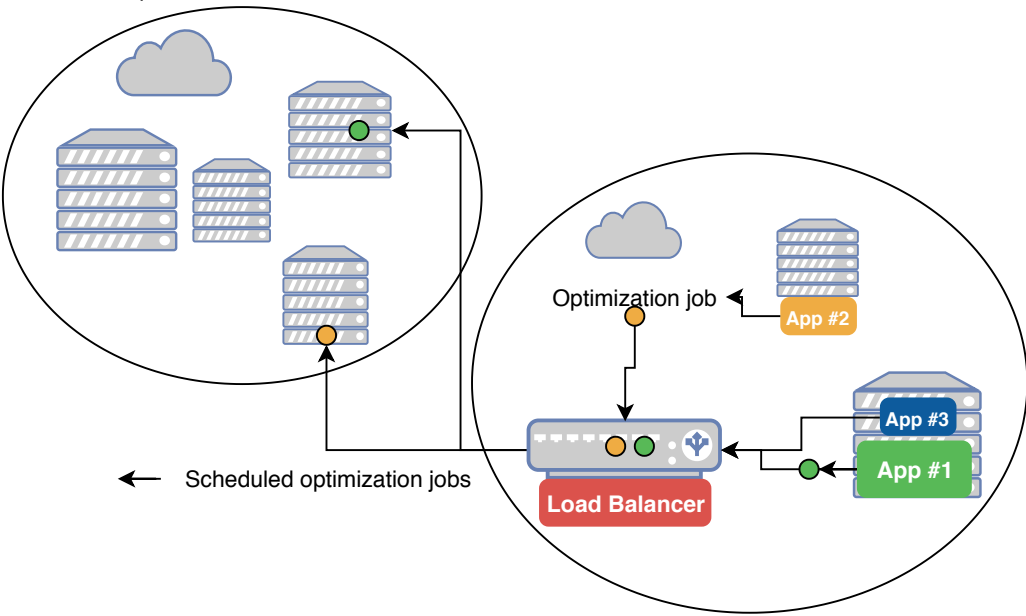 Optimization job
App #2
App #3
App #1
Scheduled optimization jobs
Load Balancer